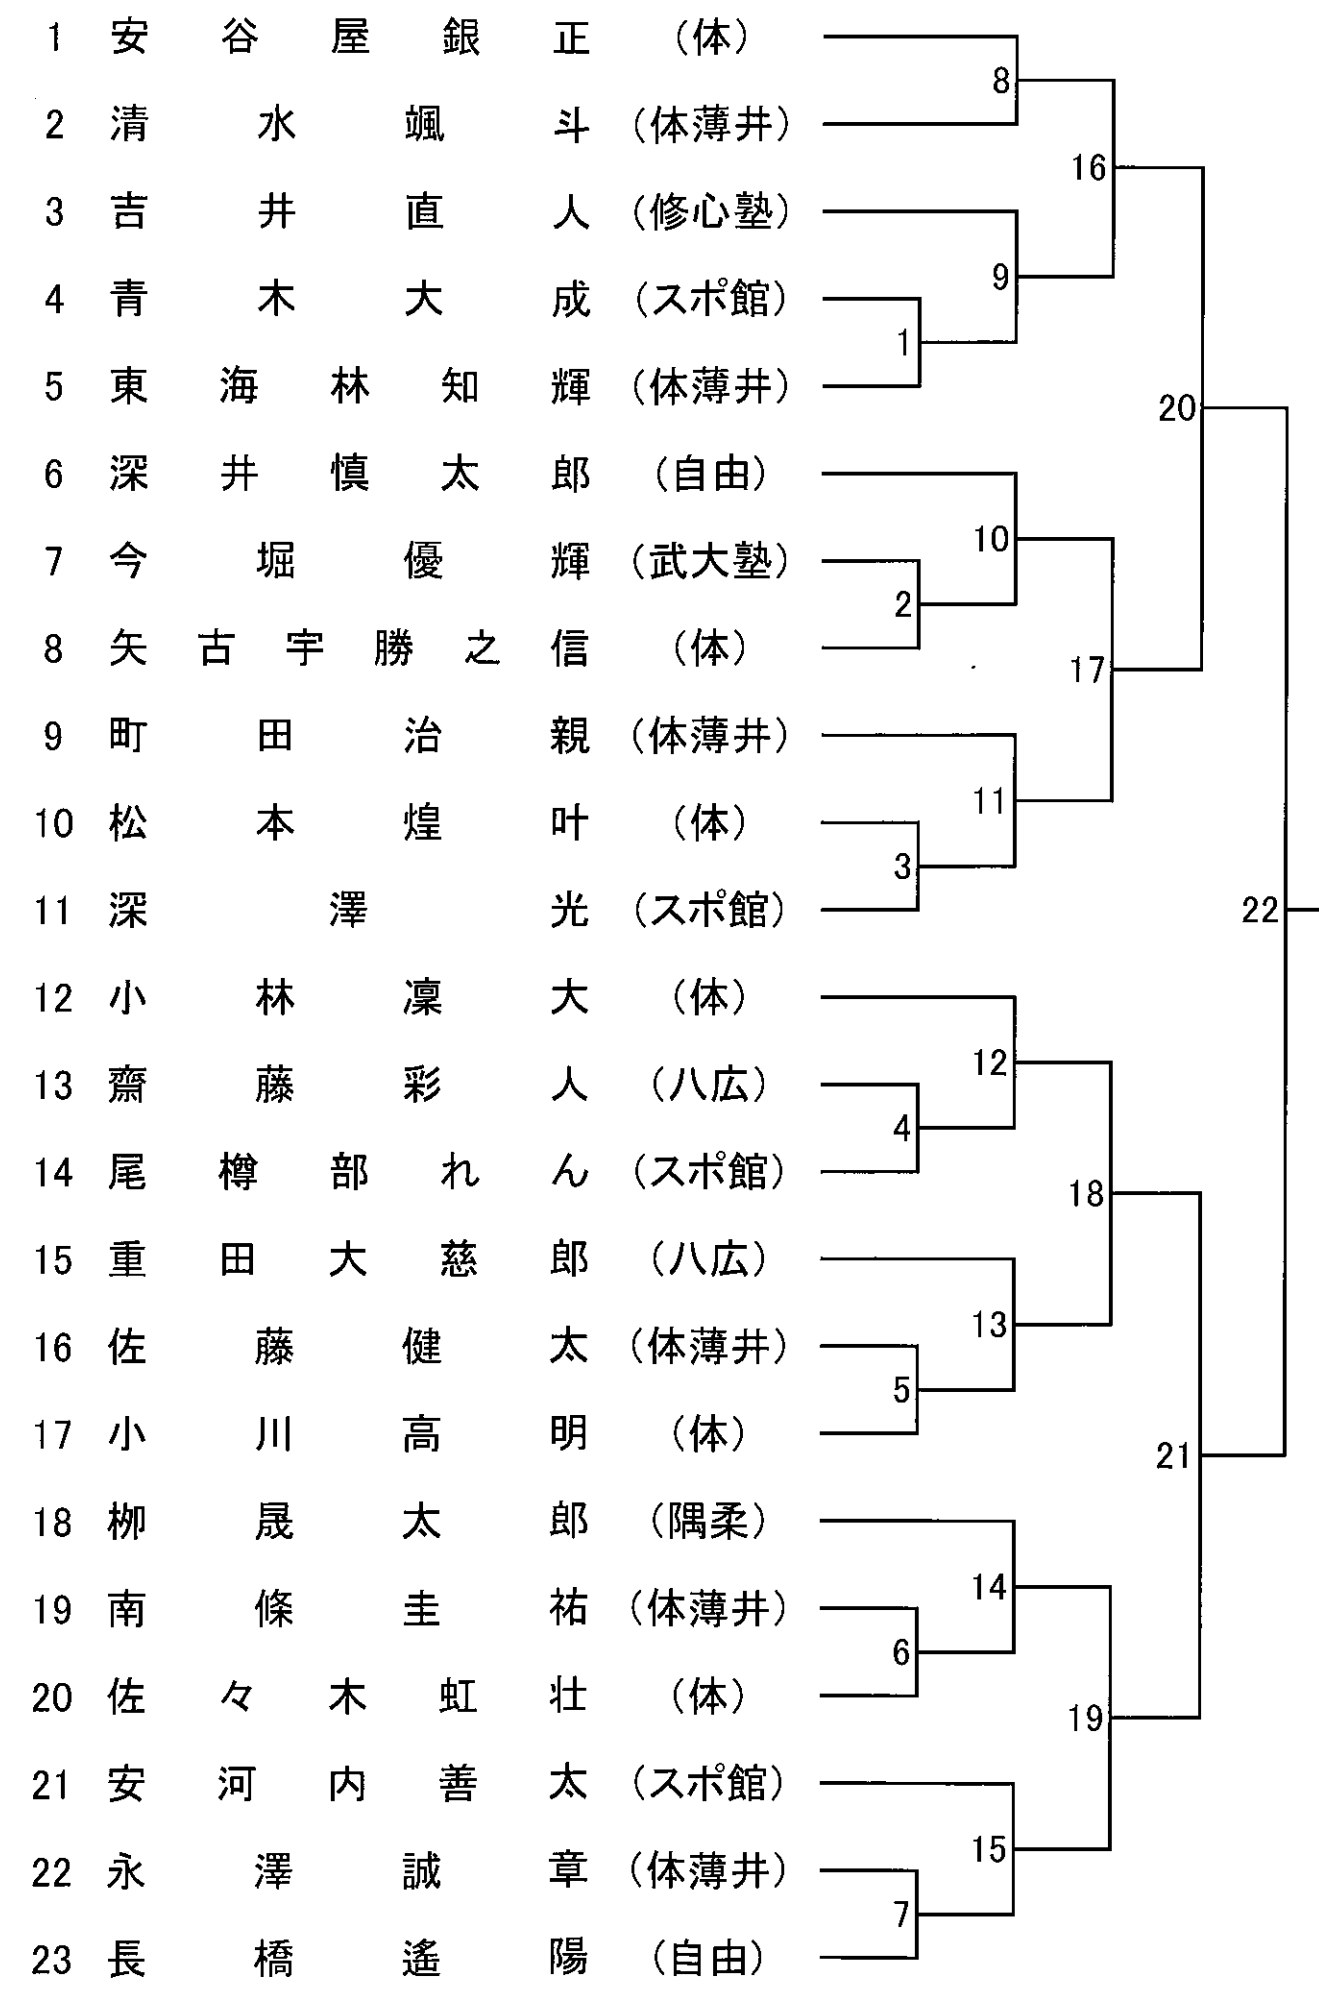 1 安谷屋銀正 (体)
8
2 清水颯斗 (体薄井)
16
3 吉井直人 (修心塾)
9
4 青木大成 (スポ館)
1
5 東海林知輝 (体薄井)
20
6 深井慎太郎 (自由)
10
7 今堀優輝 (武大塾)
2
8 矢古宇勝之信 (体)
17
9 町田治親 (体薄井)
11
10 松本煌叶 (体)
3
11 深澤光 (スポ館)
22
12 小林凜大 (体)
12
13 齋藤彩人 (八広)
4
14 尾樽部れん (スポ館)
18
15 重田大慈郎 (八広)
13
16 佐藤健太 (体薄井)
5
17 小川高明 (体)
21
18 栁晟太郎 (隅柔)
14
19 南條圭祐 (体薄井)
6
20 佐々木虹壮 (体)
19
21 安河内善太 (スポ館)
15
22 永澤誠章 (体薄井)
7
23 長橋遙陽 (自由)